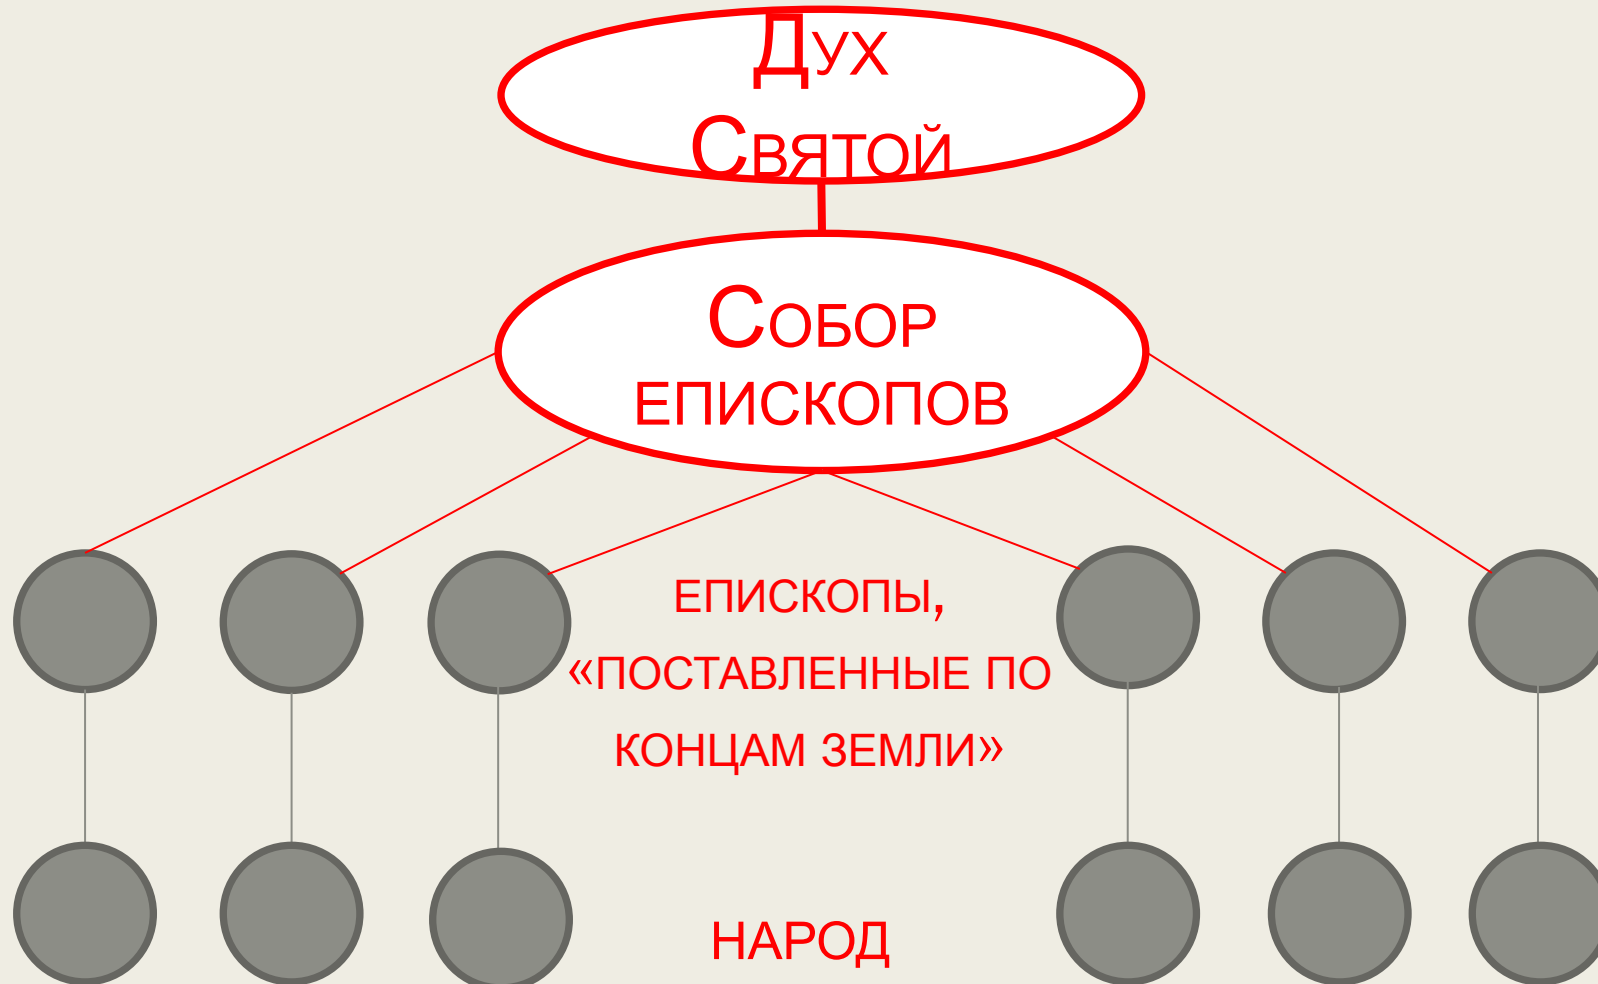 Дух
Святой
Собор
епископов
епископы,
«поставленные по
концам земли»
народ